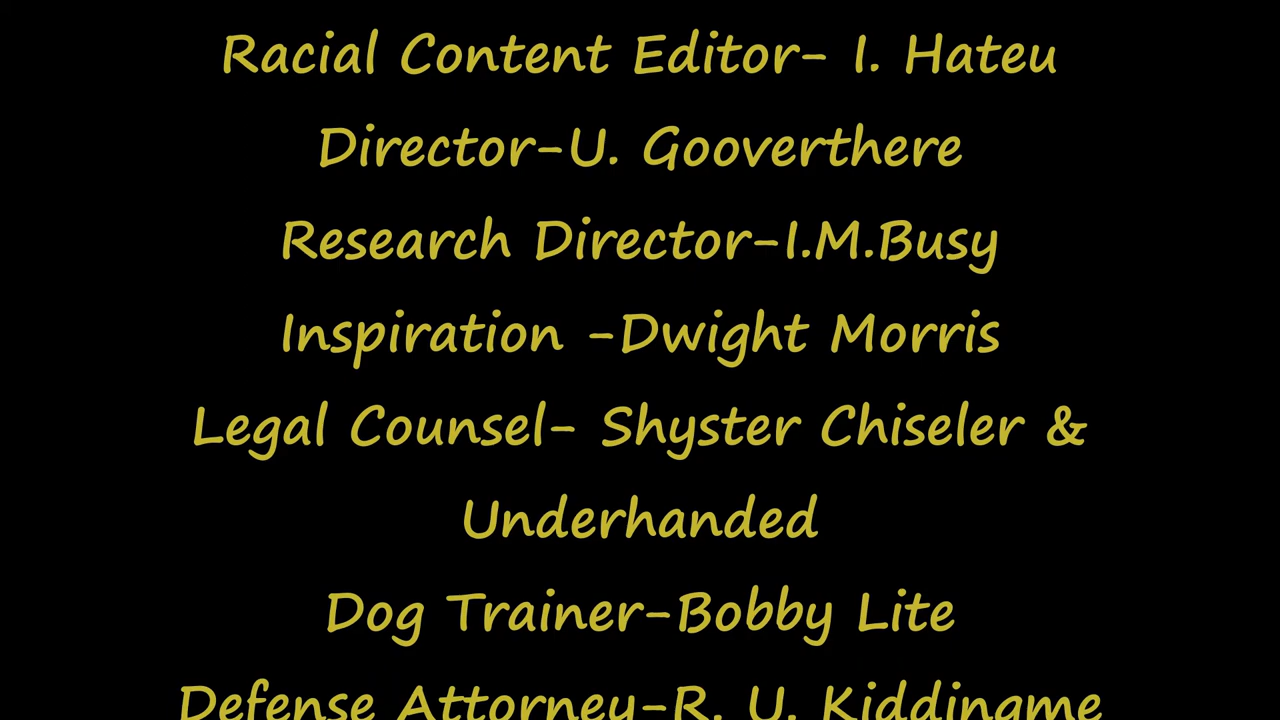 Racial Content Editor- I. Hateu
Director-U. Gooverthere
Research Director-I.M.Busy
Inspiration -Dwight Morris
Legal Counsel- Shyster Chiseler &
Underhanded
Dog Trainer-Bobby Lite
Defense Attorney-R. U. Kiddingme